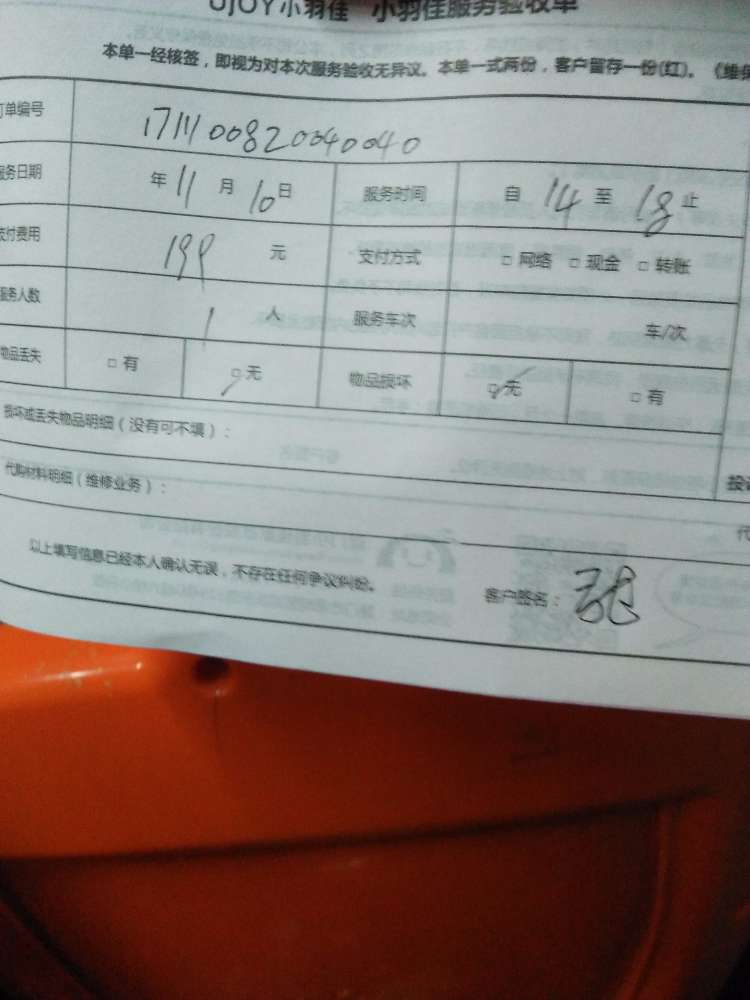 UJOY小羽佳 小羽佳服务验收单
本单一经核签，即视为对本次服务验收无异议。本单一式两份，客户留存一份(红)。《维保
订单编号 1711100820040040
服务日期 年 11 月 10 日 服务时间 自 14 至 18 止
支付费用 199 元 支付方式 □ 网络 □ 现金 □ 转账
服务人数 1 人 服务车次 车/次
物品丢失 □ 有 □ 无 物品损坏 □ 无 □ 有
损坏或丢失物品明细（没有可不填）：
投诉
代购材料明细（维修业务）：
代
以上填写信息已经本人确认无误，不存在任何争议纠纷。 客户签名：